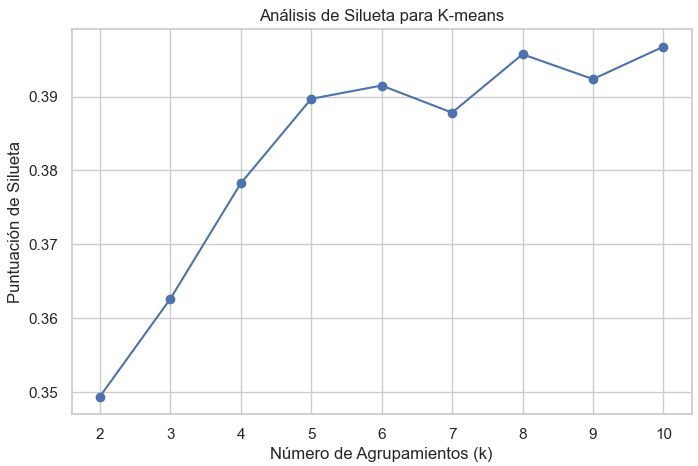 Análisis de Silueta para K-means
Puntuación de Silueta
0.39
0.38
0.37
0.36
0.35
2 3 4 5 6 7 8 9 10
Número de Agrupamientos (k)